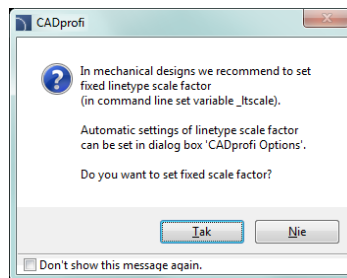 CADprofi
In mechanical designs we recommend to set
fixed linetype scale factor
(in command line set variable _ltscale).
Automatic settings of linetype scale factor
can be set in dialog box 'CADprofi Options'.
Do you want to set fixed scale factor?
Tak Nie
Don't show this message again.